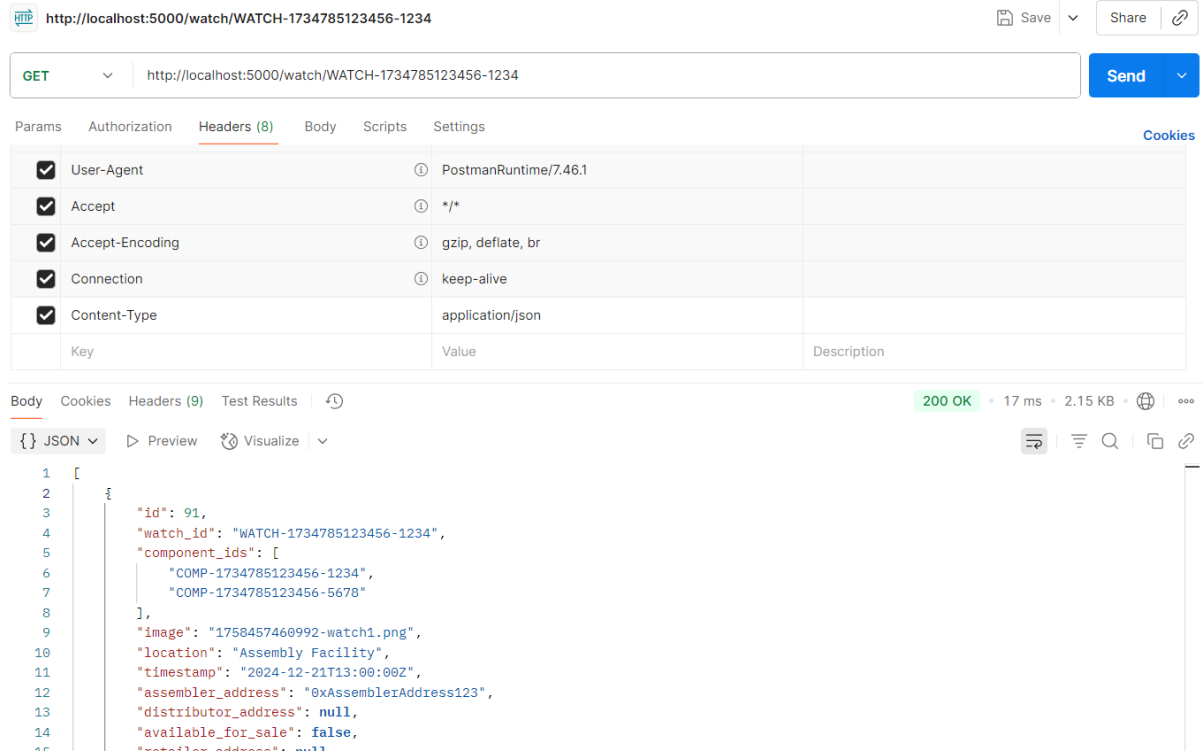 HTTP http://localhost:5000/watch/WATCH-1734785123456-1234 Save Share
GET http://localhost:5000/watch/WATCH-1734785123456-1234 Send
Params Authorization Headers (8) Body Scripts Settings Cookies
User-Agent PostmanRuntime/7.46.1
Accept */*
Accept-Encoding gzip, deflate, br
Connection keep-alive
Content-Type application/json
Key Value Description
Body Cookies Headers (9) Test Results 200 OK • 17 ms • 2.15 KB •
{} JSON Preview Visualize
1 [
2 {
3 "id": 91,
4 "watch_id": "WATCH-1734785123456-1234",
5 "component_ids": [
6 "COMP-1734785123456-1234",
7 "COMP-1734785123456-5678"
8 ],
9 "image": "1758457460992-watch1.png",
10 "location": "Assembly Facility",
11 "timestamp": "2024-12-21T13:00:00Z",
12 "assembler_address": "0xAssemblerAddress123",
13 "distributor_address": null,
14 "available_for_sale": false,
15 "retailer_address": null